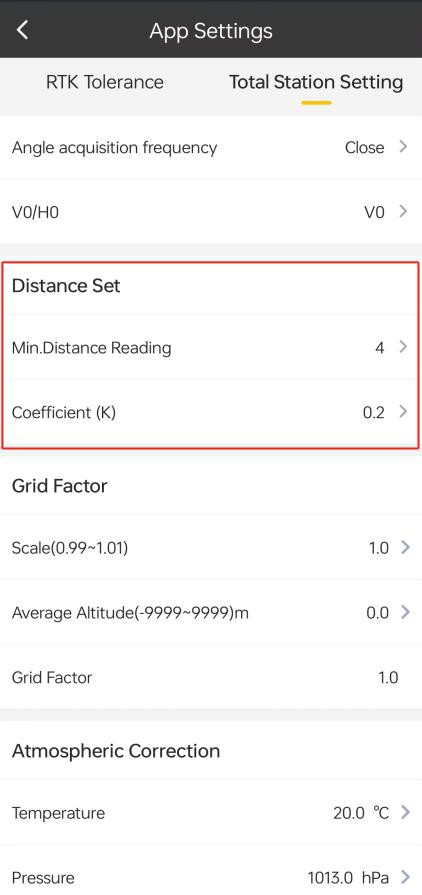 App Settings
RTK Tolerance Total Station Setting
Angle acquisition frequency Close
V0/H0 V0
Distance Set
Min.Distance Reading 4
Coefficient (K) 0.2
Grid Factor
Scale(0.99~1.01) 1.0
Average Altitude(-9999~9999)m 0.0
Grid Factor 1.0
Atmospheric Correction
Temperature 20.0 ℃
Pressure 1013.0 hPa